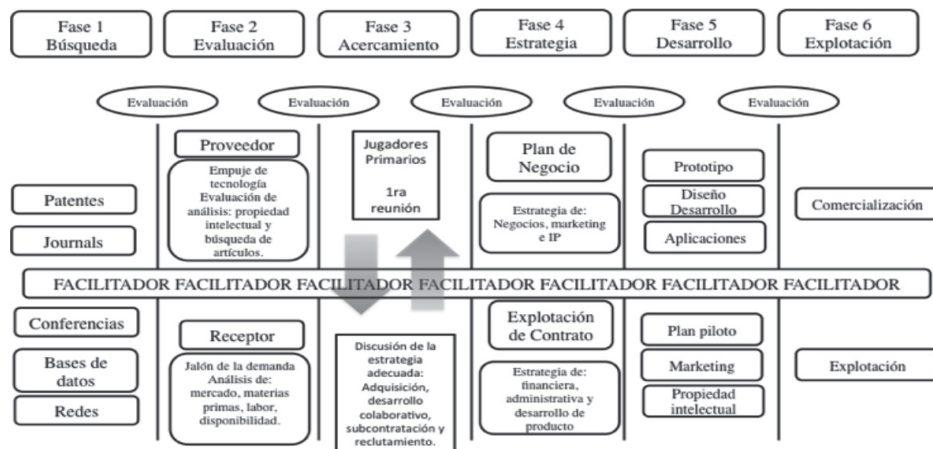 Fase 1
Búsqueda
Fase 2
Evaluación
Fase 3
Acercamiento
Fase 4
Estrategia
Fase 5
Desarrollo
Fase 6
Explotación
Evaluación
Evaluación
Evaluación
Evaluación
Evaluación
Patentes
Journals
Proveedor
Empuje de
tecnología
Evaluación de
análisis: propiedad
intelectual y
búsqueda de
artículos.
Jugadores
Primarios
1ra
reunión
Plan de
Negocio
Estrategia de:
Negocios, marketing
e IP
Prototipo
Diseño
Desarrollo
Aplicaciones
Comercialización
FACILITADOR FACILITADOR FACILITADOR FACILITADOR FACILITADOR FACILITADOR FACILITADOR
Conferencias
Bases de
datos
Redes
Receptor
Jalón de la demanda
Análisis de:
mercado, materias
primas, labor,
disponibilidad.
Discusión de la
estrategia
adecuada:
Adquisición,
desarrollo
colaborativo,
subcontratación y
reclutamiento.
Explotación
de Contrato
Estrategia de:
financiera,
administrativa y
desarrollo de
producto
Plan piloto
Marketing
Propiedad
intelectual
Explotación